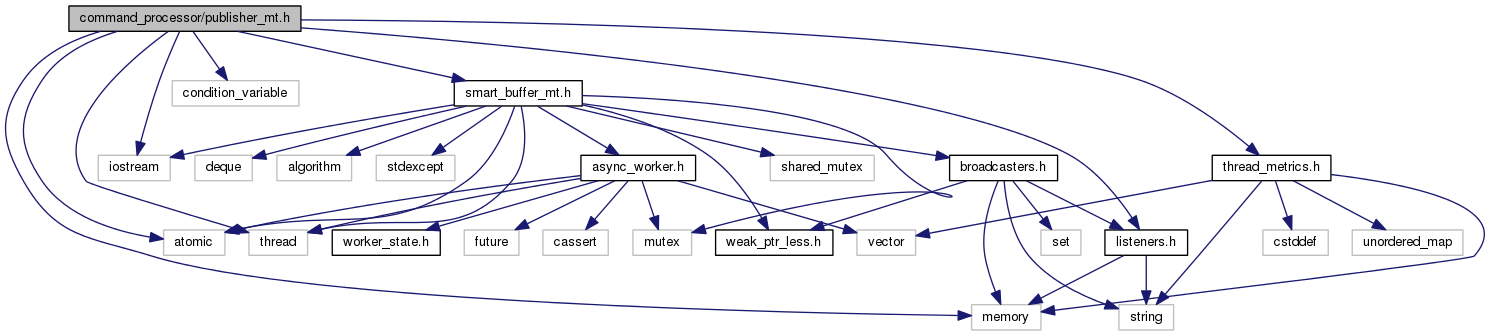 command_processor/publisher_mt.h
condition_variable
smart_buffer_mt.h
iostream
deque
algorithm
stdexcept
async_worker.h
shared_mutex
broadcasters.h
thread_metrics.h
atomic
thread
worker_state.h
future
cassert
mutex
weak_ptr_less.h
vector
set
listeners.h
cstddef
unordered_map
memory
string